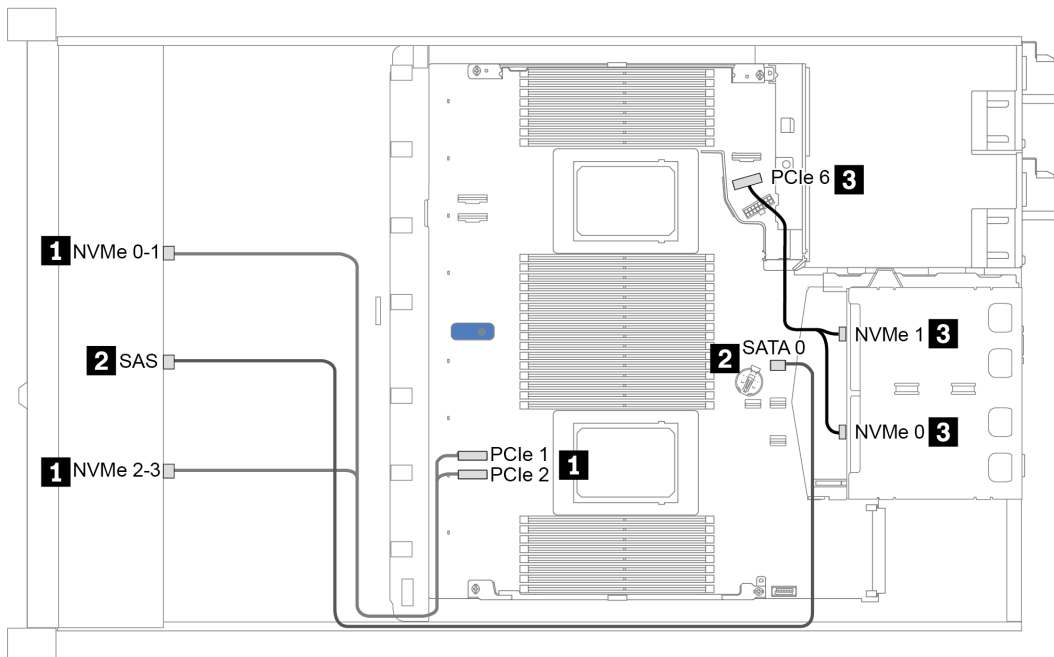 PCIe 6 3
1 NVMe 0-1
NVMe 1 3
SATA 0
2
2 SAS
NVMe 0 3
PCIe 1
1
PCIe 2
1 NVMe 2-3